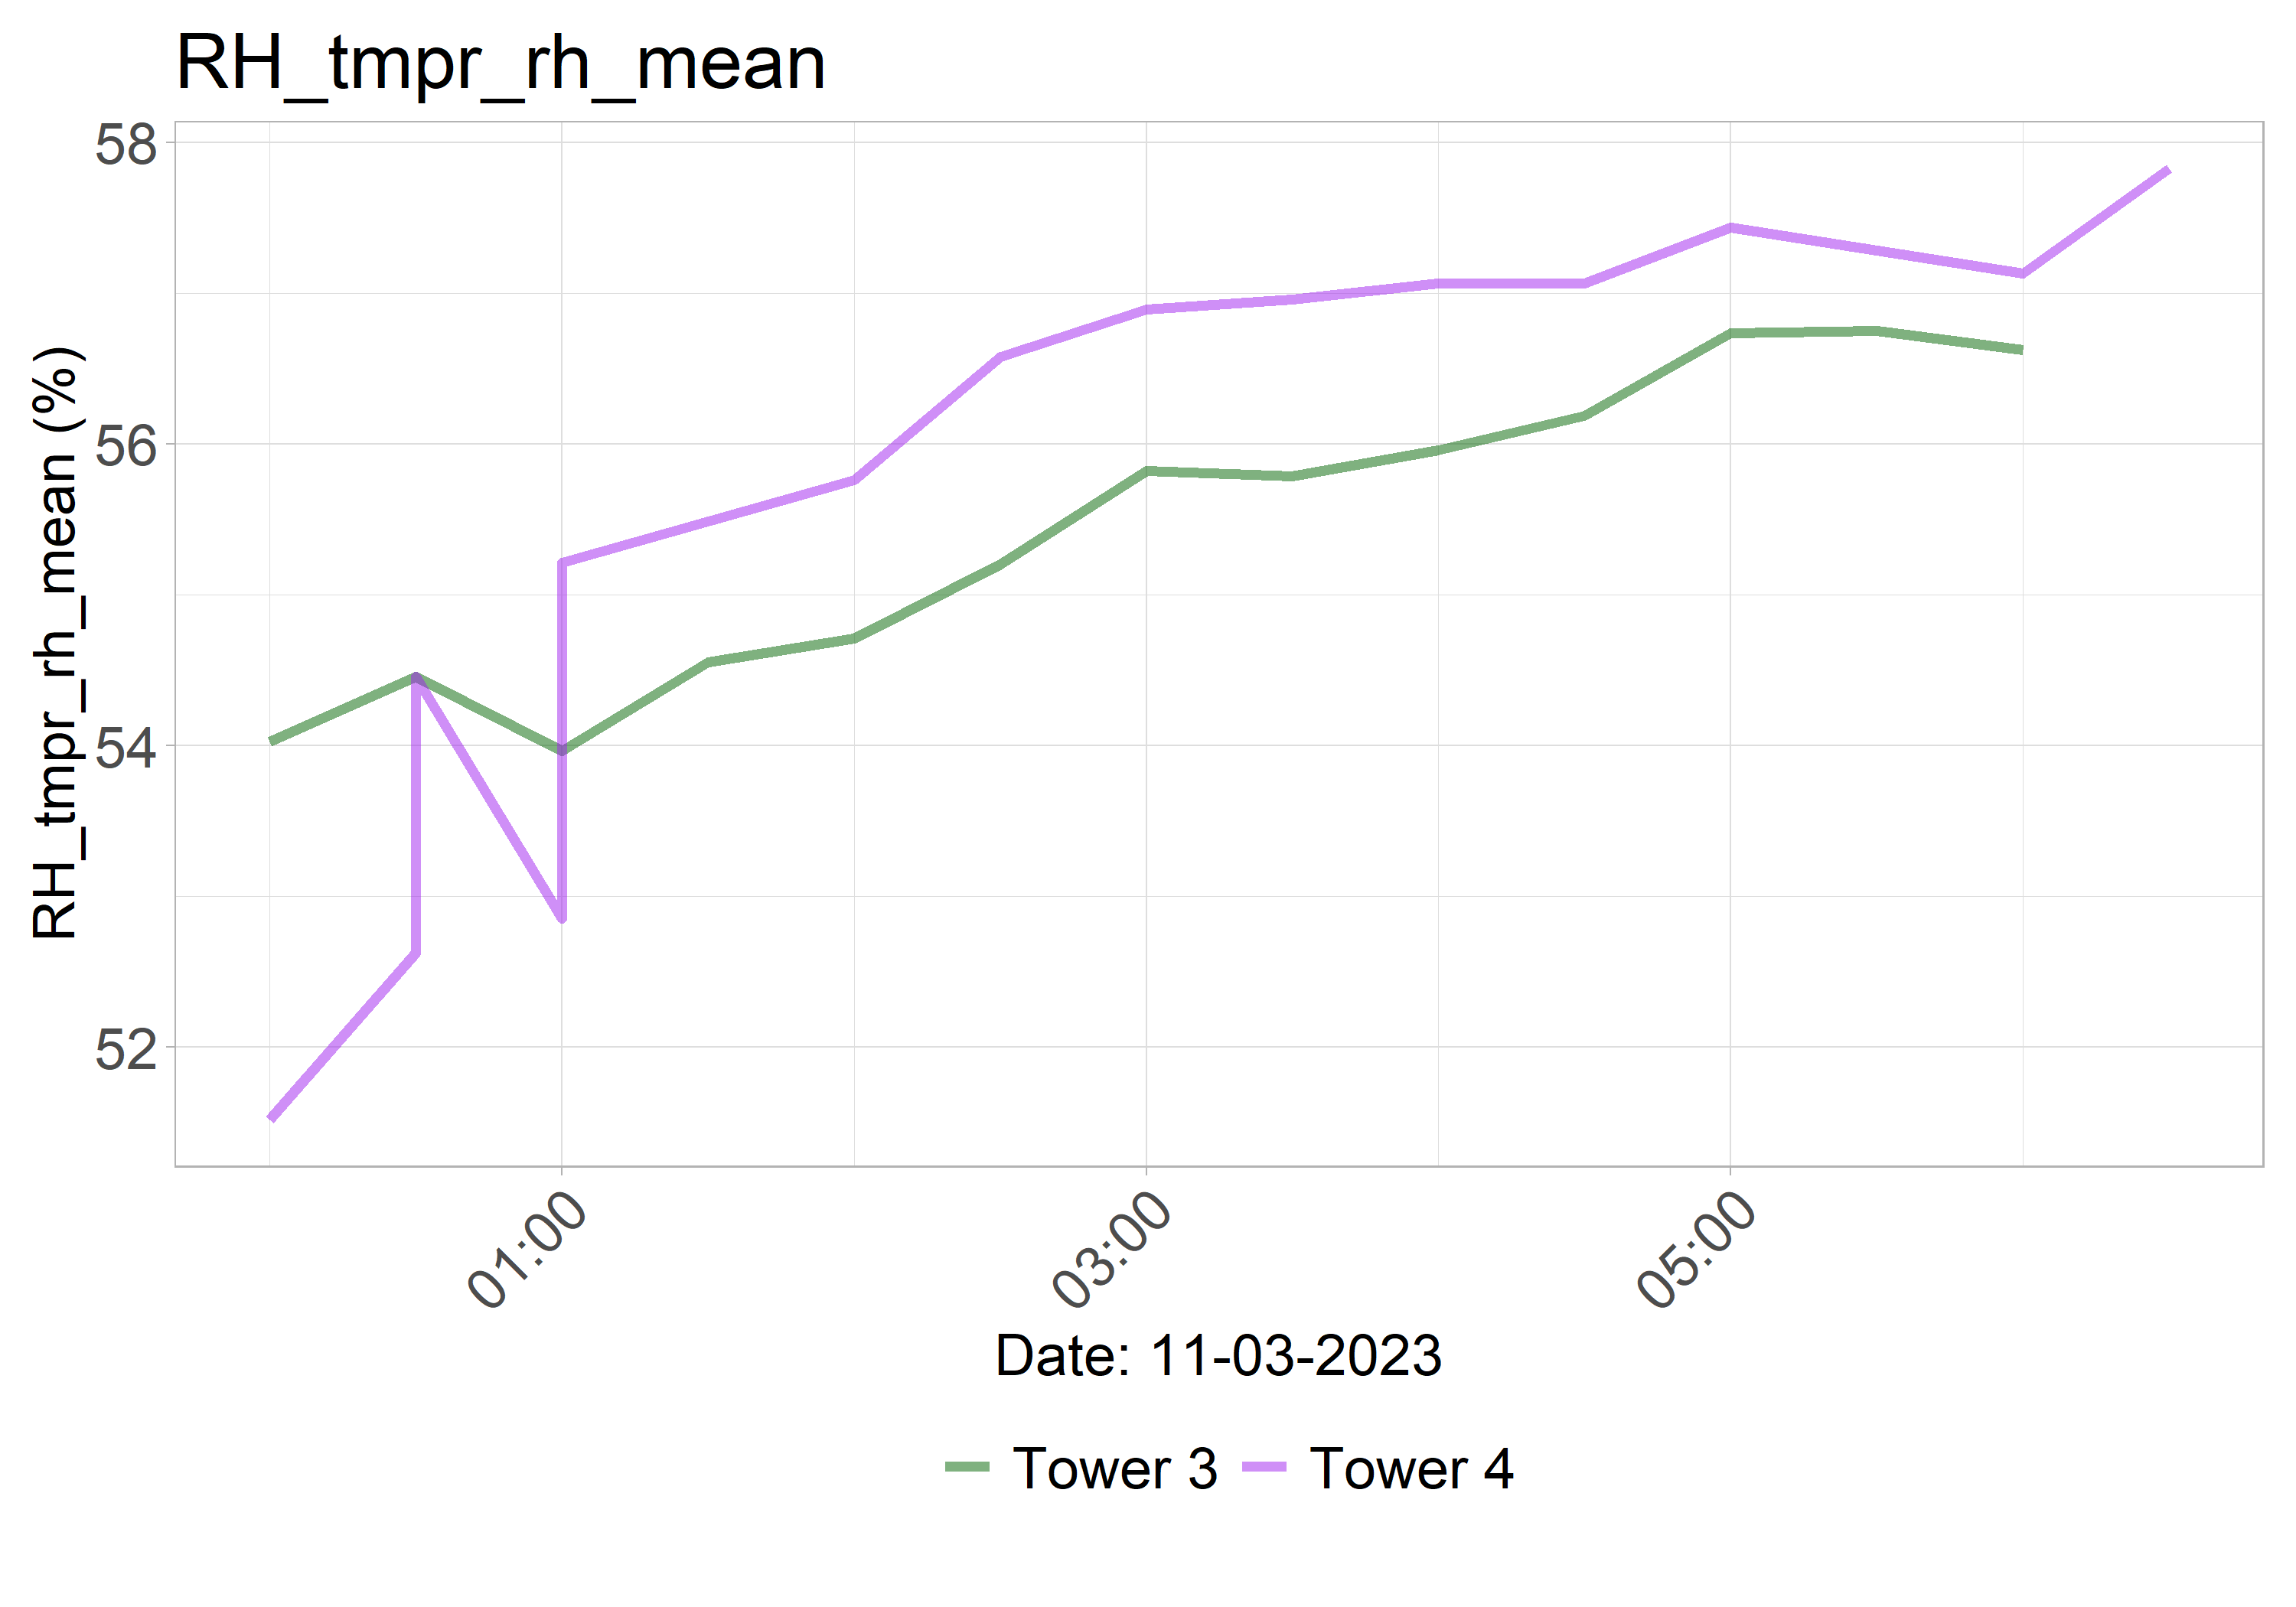 RH_tmpr_rh_mean
RH_tmpr_rh_mean (%)
58
56
54
52
01:00
03:00
05:00
Date: 11-03-2023
Tower 3
Tower 4